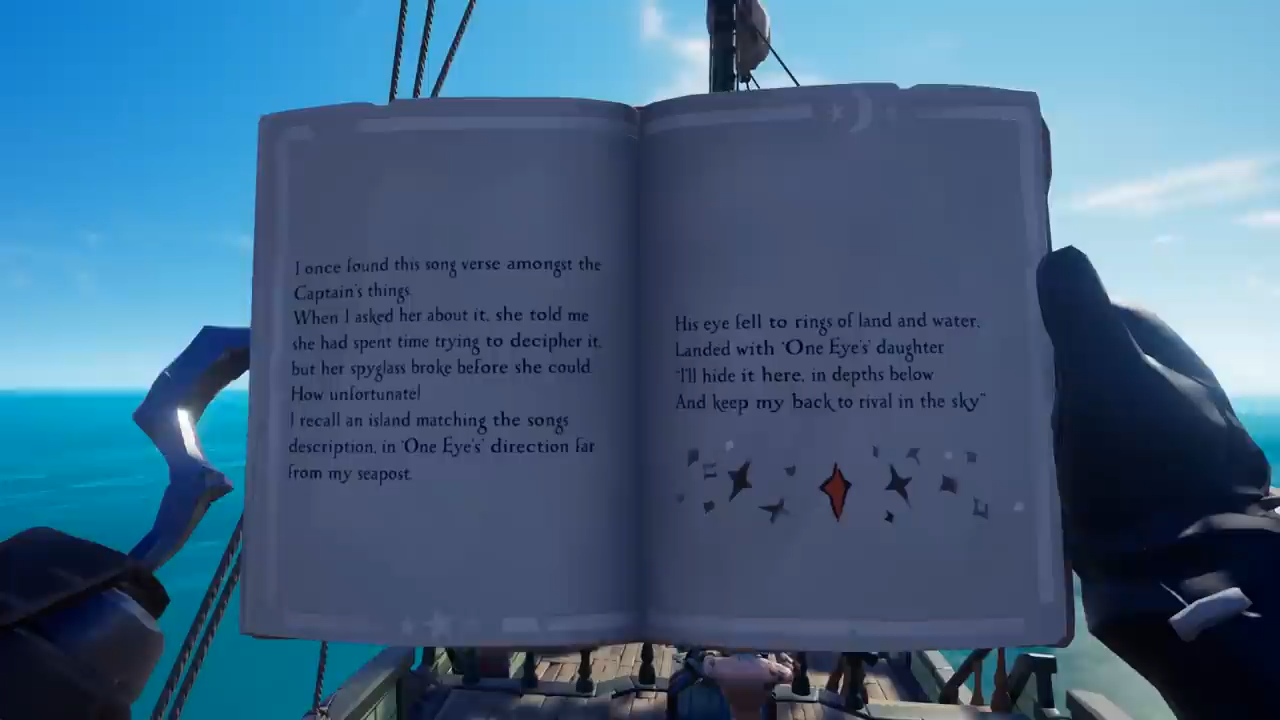 I once found this song verse amongst the
Captain's things.
When I asked her about it, she told me
she had spent time trying to decipher it,
but her spyglass broke before she could.
How unfortunate!
I recall an island matching the songs
description, in 'One Eye's' direction far
from my seapost.
His eye fell to rings of land and water,
Landed with 'One Eye's' daughter
"I'll hide it here, in depths below
And keep my back to rival in the sky"